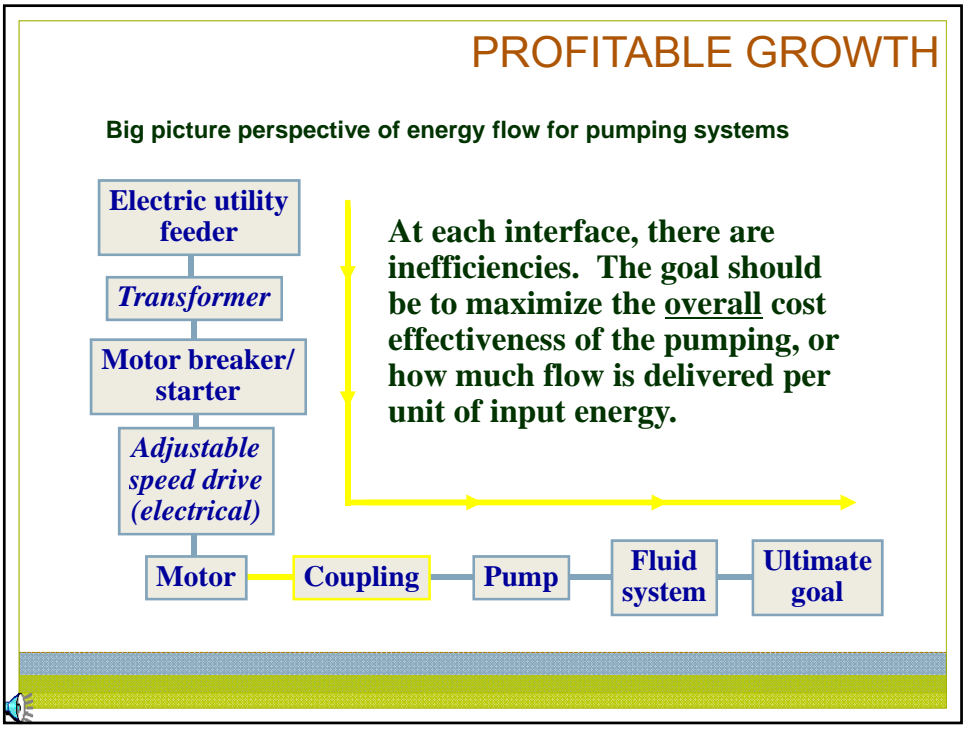 PROFITABLE GROWTH
Big picture perspective of energy flow for pumping systems
Electric utility
feeder
Transformer
Motor breaker/
starter
Adjustable
speed drive
(electrical)
At each interface, there are
inefficiencies.  The goal should
be to maximize the overall cost
effectiveness of the pumping, or
how much flow is delivered per
unit of input energy.
Motor
Coupling
Pump
Fluid
system
Ultimate
goal